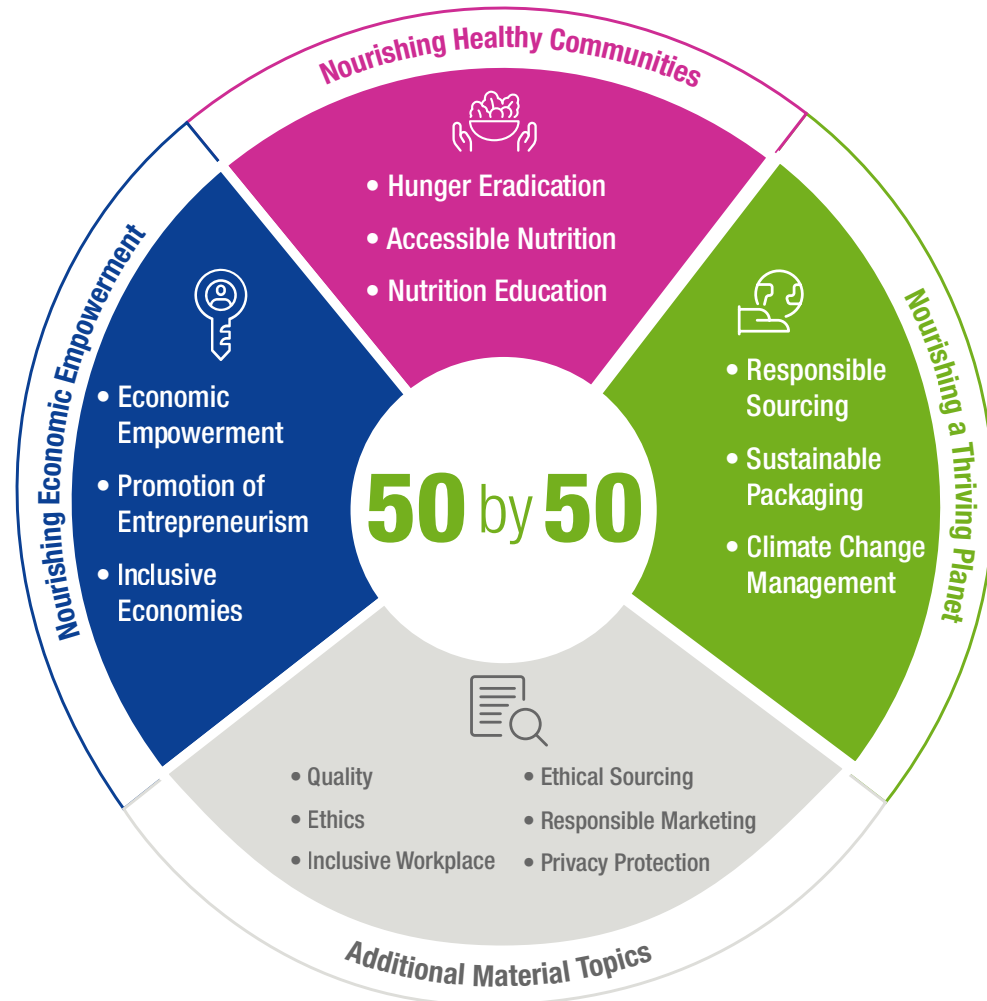 Nourishing Healthy Communities
• Hunger Eradication
• Accessible Nutrition
• Nutrition Education
Nourishing Economic Empowerment
• Economic
Empowerment
• Promotion of
Entrepreneurism
• Inclusive
Economies
50 by 50
Nourishing a Thriving Planet
• Responsible
Sourcing
• Sustainable
Packaging
• Climate Change
Management
• Quality
• Ethics
• Inclusive Workplace
• Ethical Sourcing
• Responsible Marketing
• Privacy Protection
Additional Material Topics